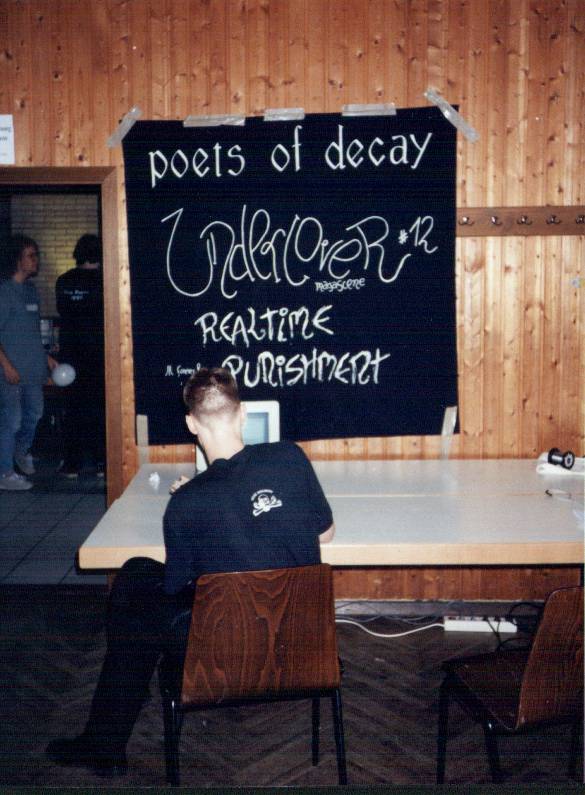 poets of decay
UNdercover #12
magascene
REALTIME
PUNiSHMENT